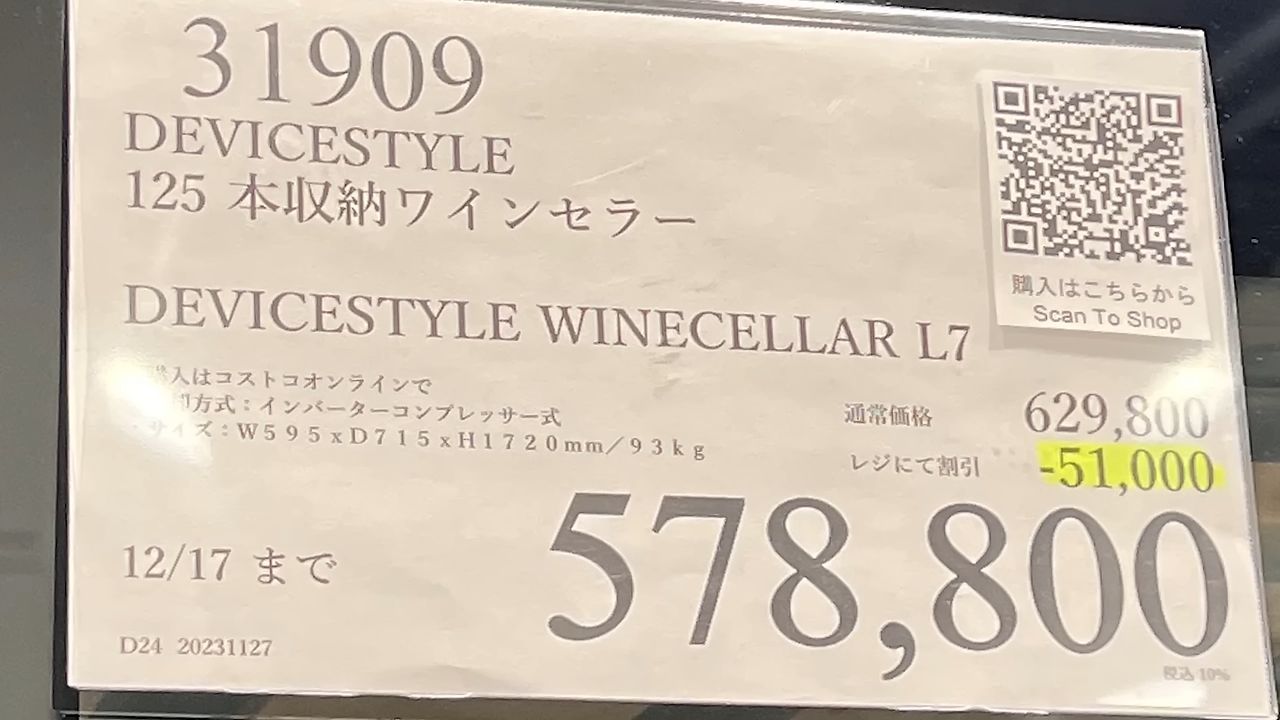 31909
DEVICESTYLE
125 本収納ワインセラー
DEVICESTYLE WINECELLAR L7
購入はこちらから
Scan To Shop
入はコストコオンラインで
方式：インバーターコンプレッサー式
サイズ：W595xD715xH1720mm／93kg
通常価格 629,800
レジにて割引 -51,000
578,800
12/17 まで
D24 20231127
税込 10%